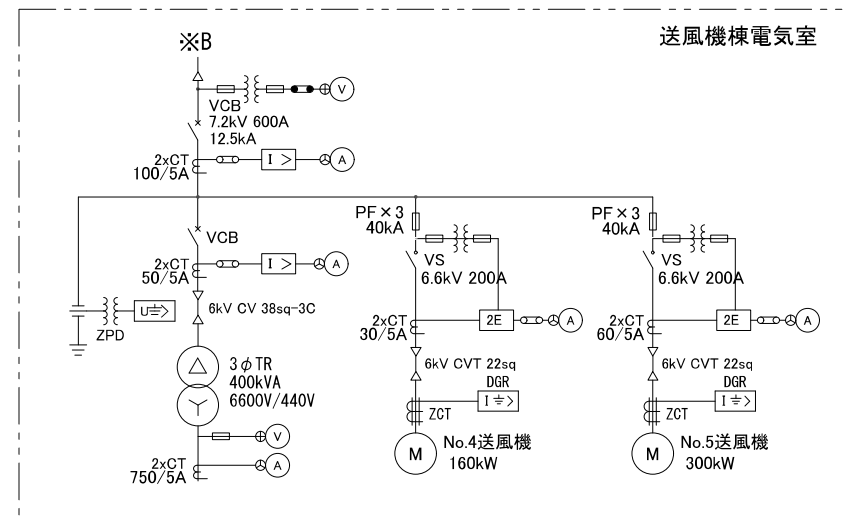 送風機棟電気室
※B
V
VCB
7.2kV 600A
12.5kA
2xCT
100/5A
I >
A
VCB
2xCT
50/5A
I >
A
6kV CV 38sq-3C
U⏚>
ZPD
3φTR
400kVA
6600V/440V
V
2xCT
750/5A
A
PF×3
40kA
VS
6.6kV 200A
2xCT
30/5A
2E
A
6kV CVT 22sq
DGR
I⏚>
ZCT
M
No.4送風機
160kW
PF×3
40kA
VS
6.6kV 200A
2xCT
60/5A
2E
A
6kV CVT 22sq
DGR
I⏚>
ZCT
M
No.5送風機
300kW